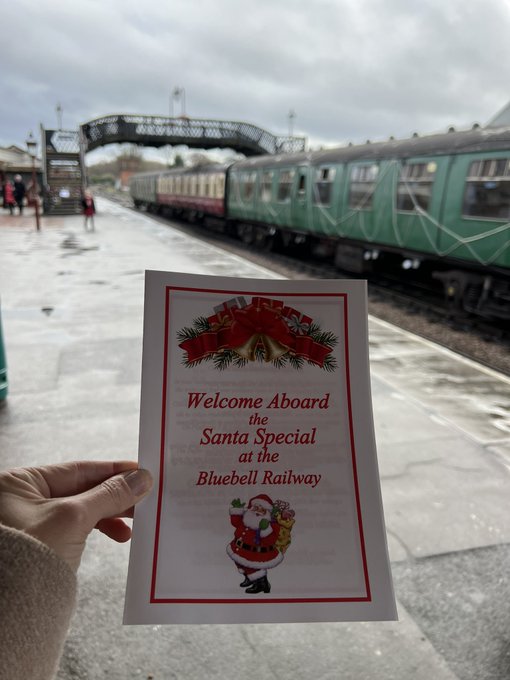 Welcome Aboard
the
Santa Special
at the
Bluebell Railway